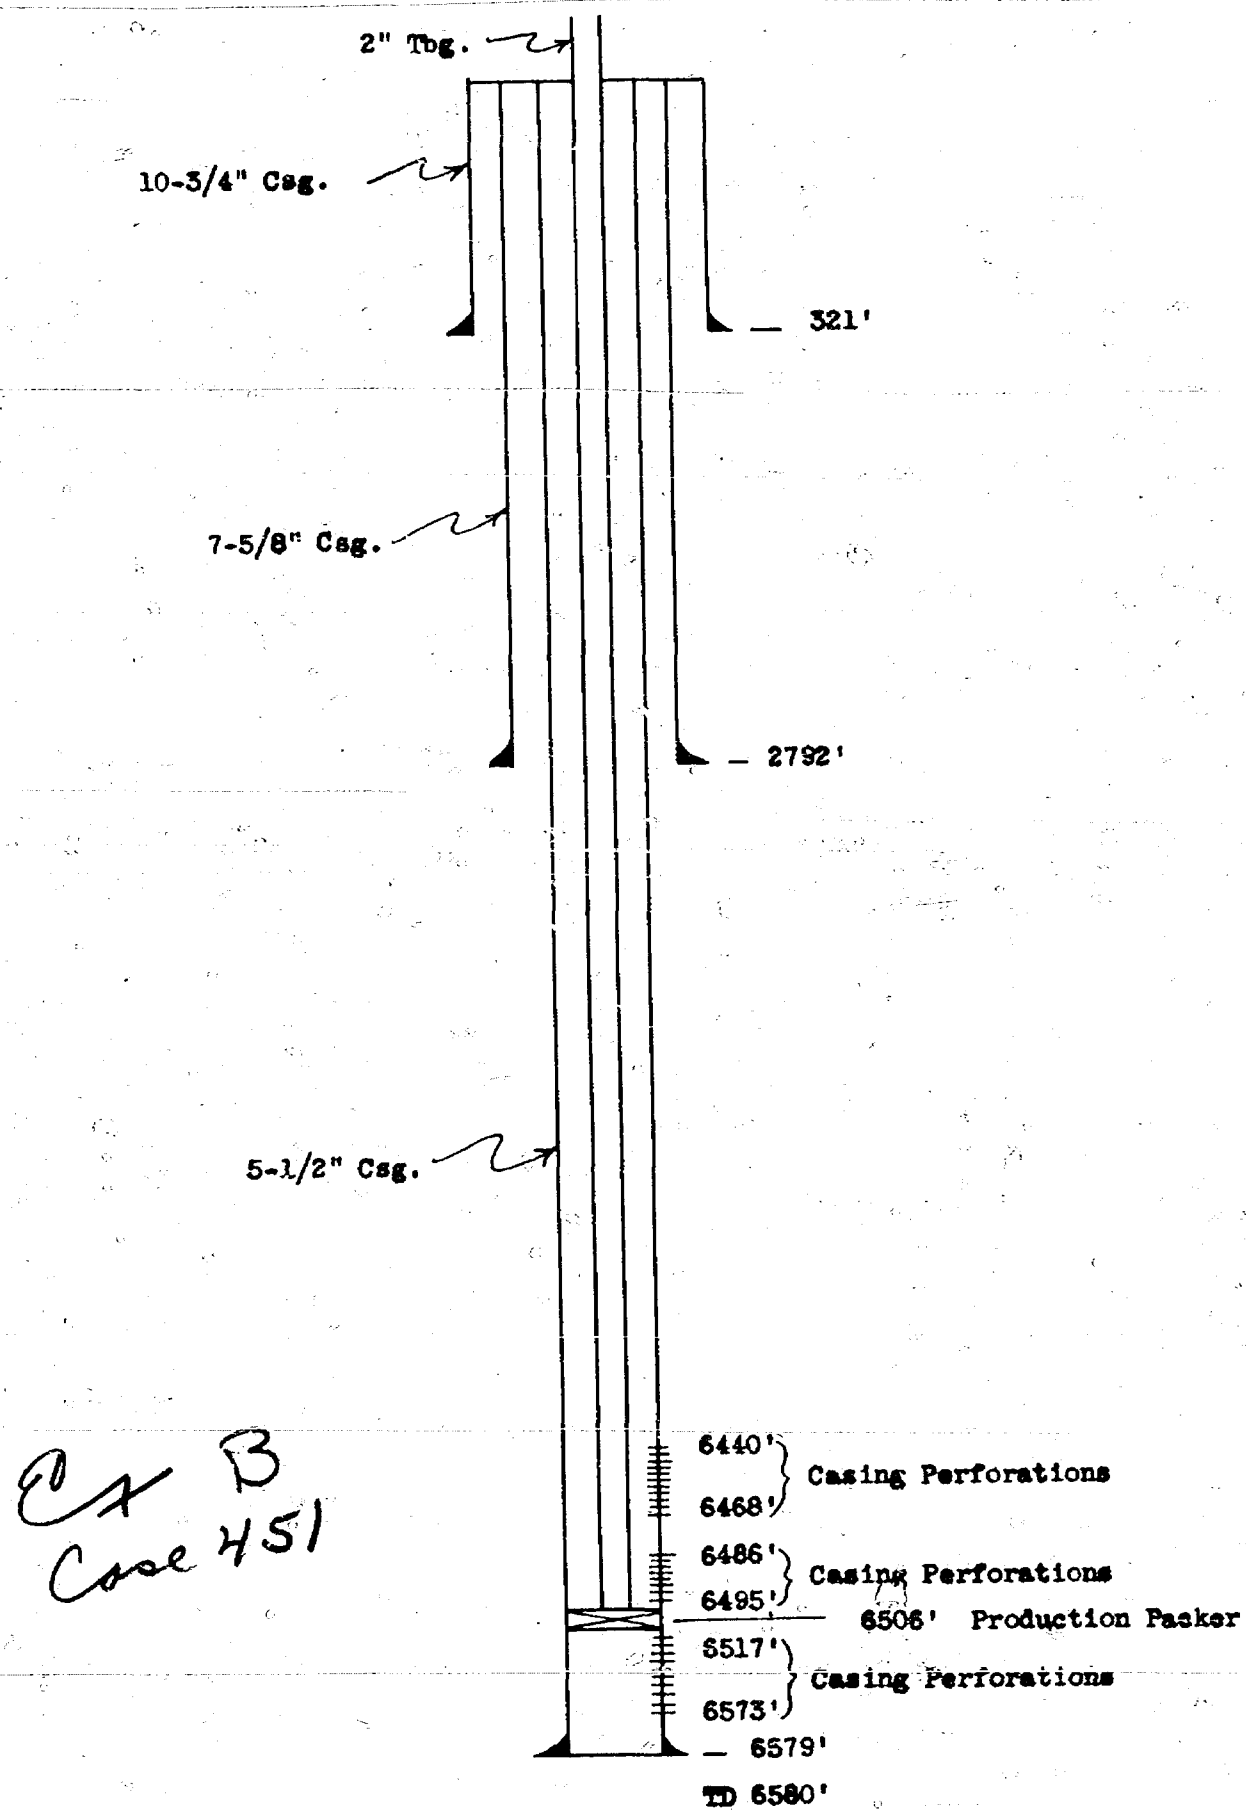 2" Tbg.
10-3/4" Csg.
321'
7-5/8" Csg.
2792'
5-1/2" Csg.
6440'
Casing Perforations
6468'
6486'
Casing Perforations
6495'
6506' Production Packer
6517'
Casing Perforations
6573'
6579'
TD 6580'
Ex B
Case 451